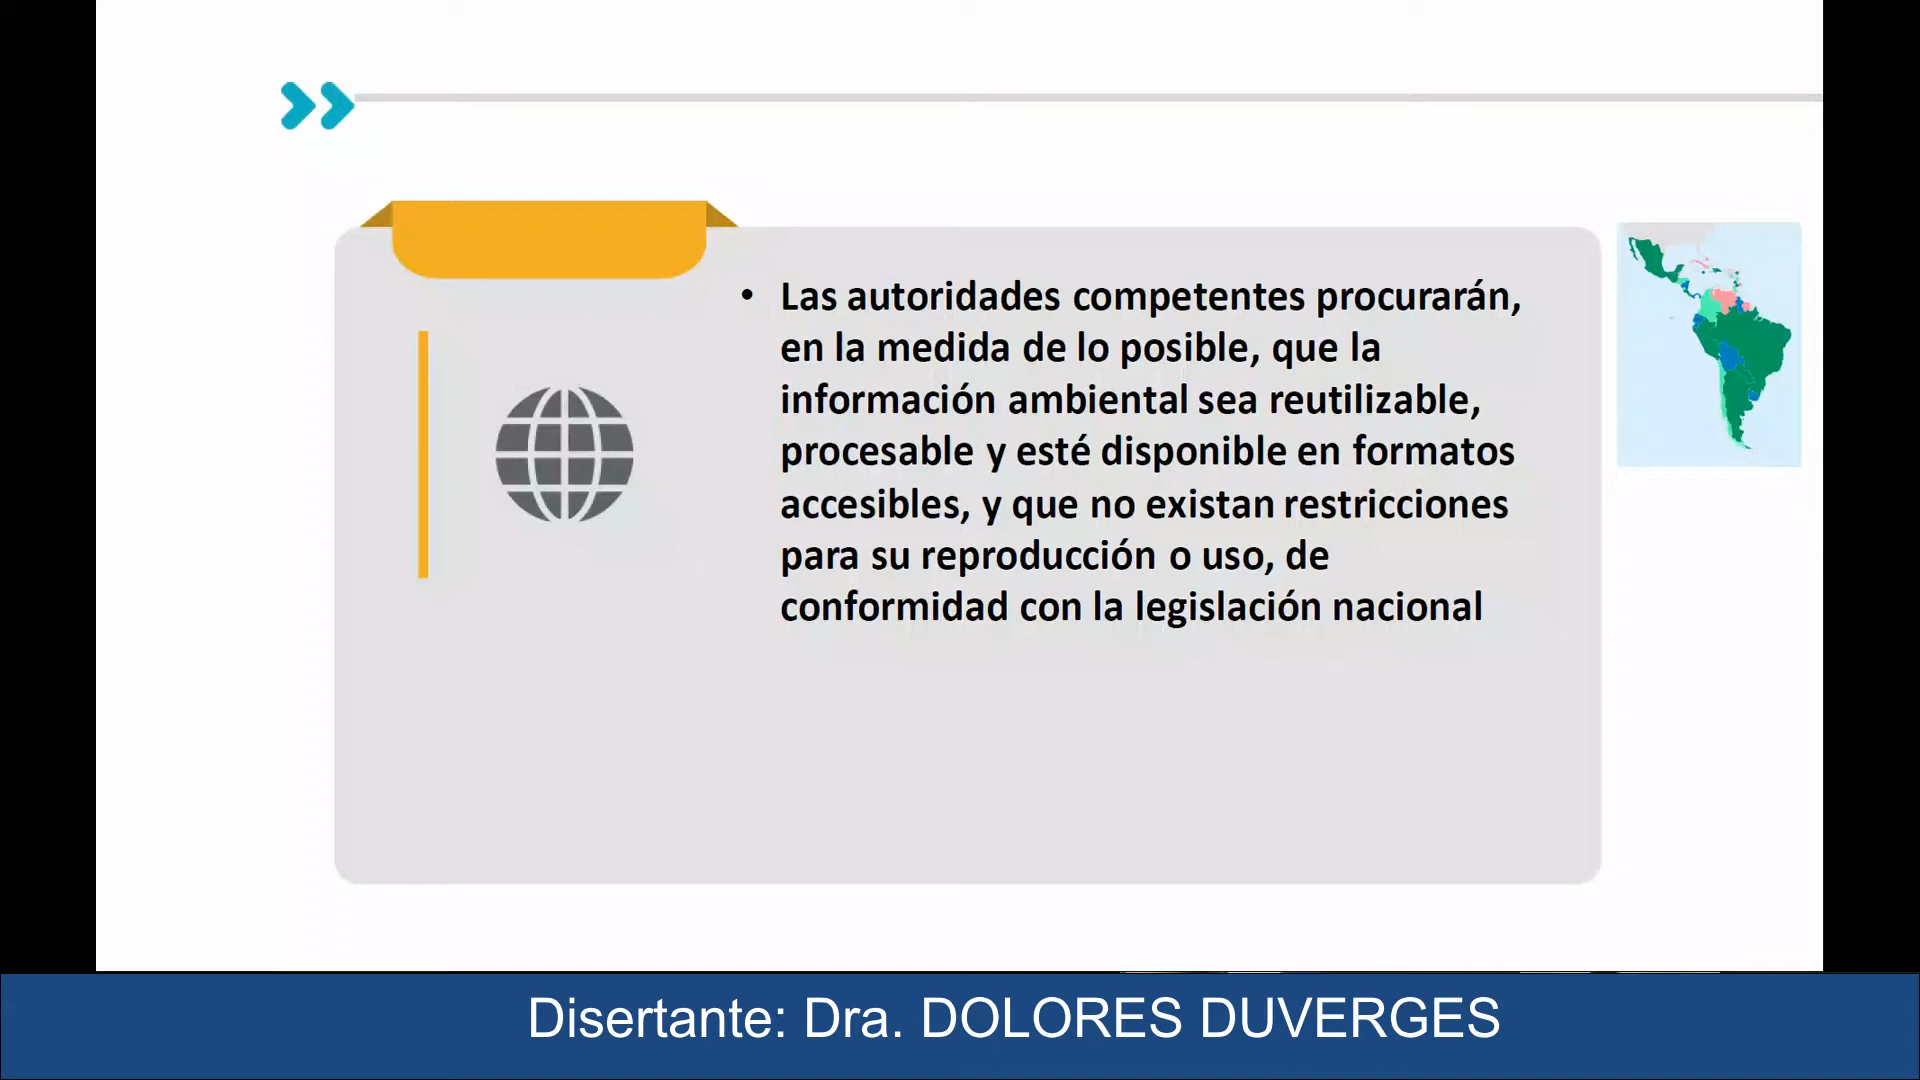 • Las autoridades competentes procurarán,
en la medida de lo posible, que la
información ambiental sea reutilizable,
procesable y esté disponible en formatos
accesibles, y que no existan restricciones
para su reproducción o uso, de
conformidad con la legislación nacional
Disertante: Dra. DOLORES DUVERGES